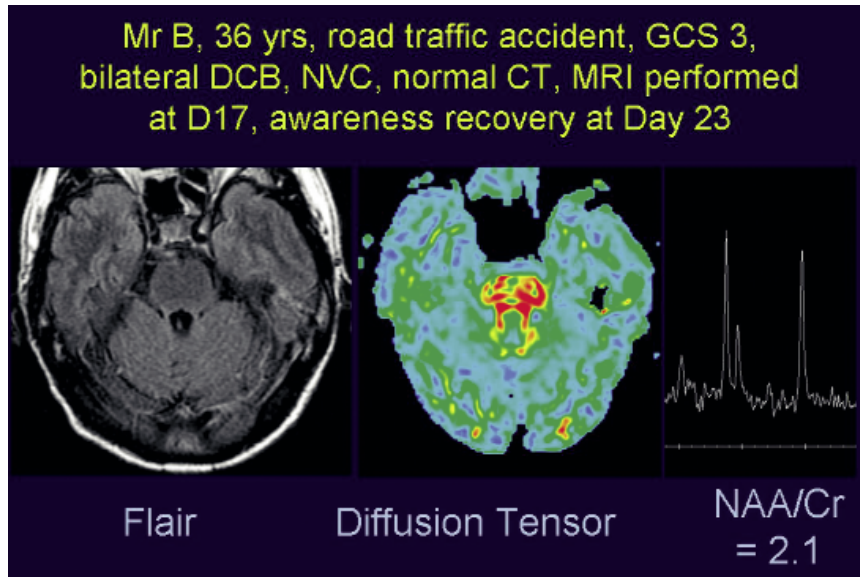 Mr B, 36 yrs, road traffic accident, GCS 3,
bilateral DCB, NVC, normal CT, MRI performed
at D17, awareness recovery at Day 23
Flair
Diffusion Tensor
NAA/Cr
= 2.1